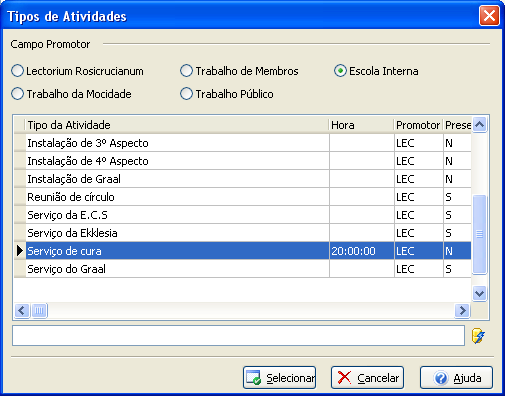 Tipos de Atividades
Campo Promotor
Lectorium Rosicrucianum Trabalho de Membros Escola Interna
Trabalho da Mocidade Trabalho Público
Tipo da Atividade Hora Promotor Prese
Instalação de 3º Aspecto LEC N
Instalação de 4º Aspecto LEC N
Instalação de Graal LEC N
Reunião de círculo LEC S
Serviço da E.C.S LEC S
Serviço da Ekklesia LEC S
Serviço de cura 20:00:00 LEC N
Serviço do Graal LEC S
Selecionar Cancelar Ajuda